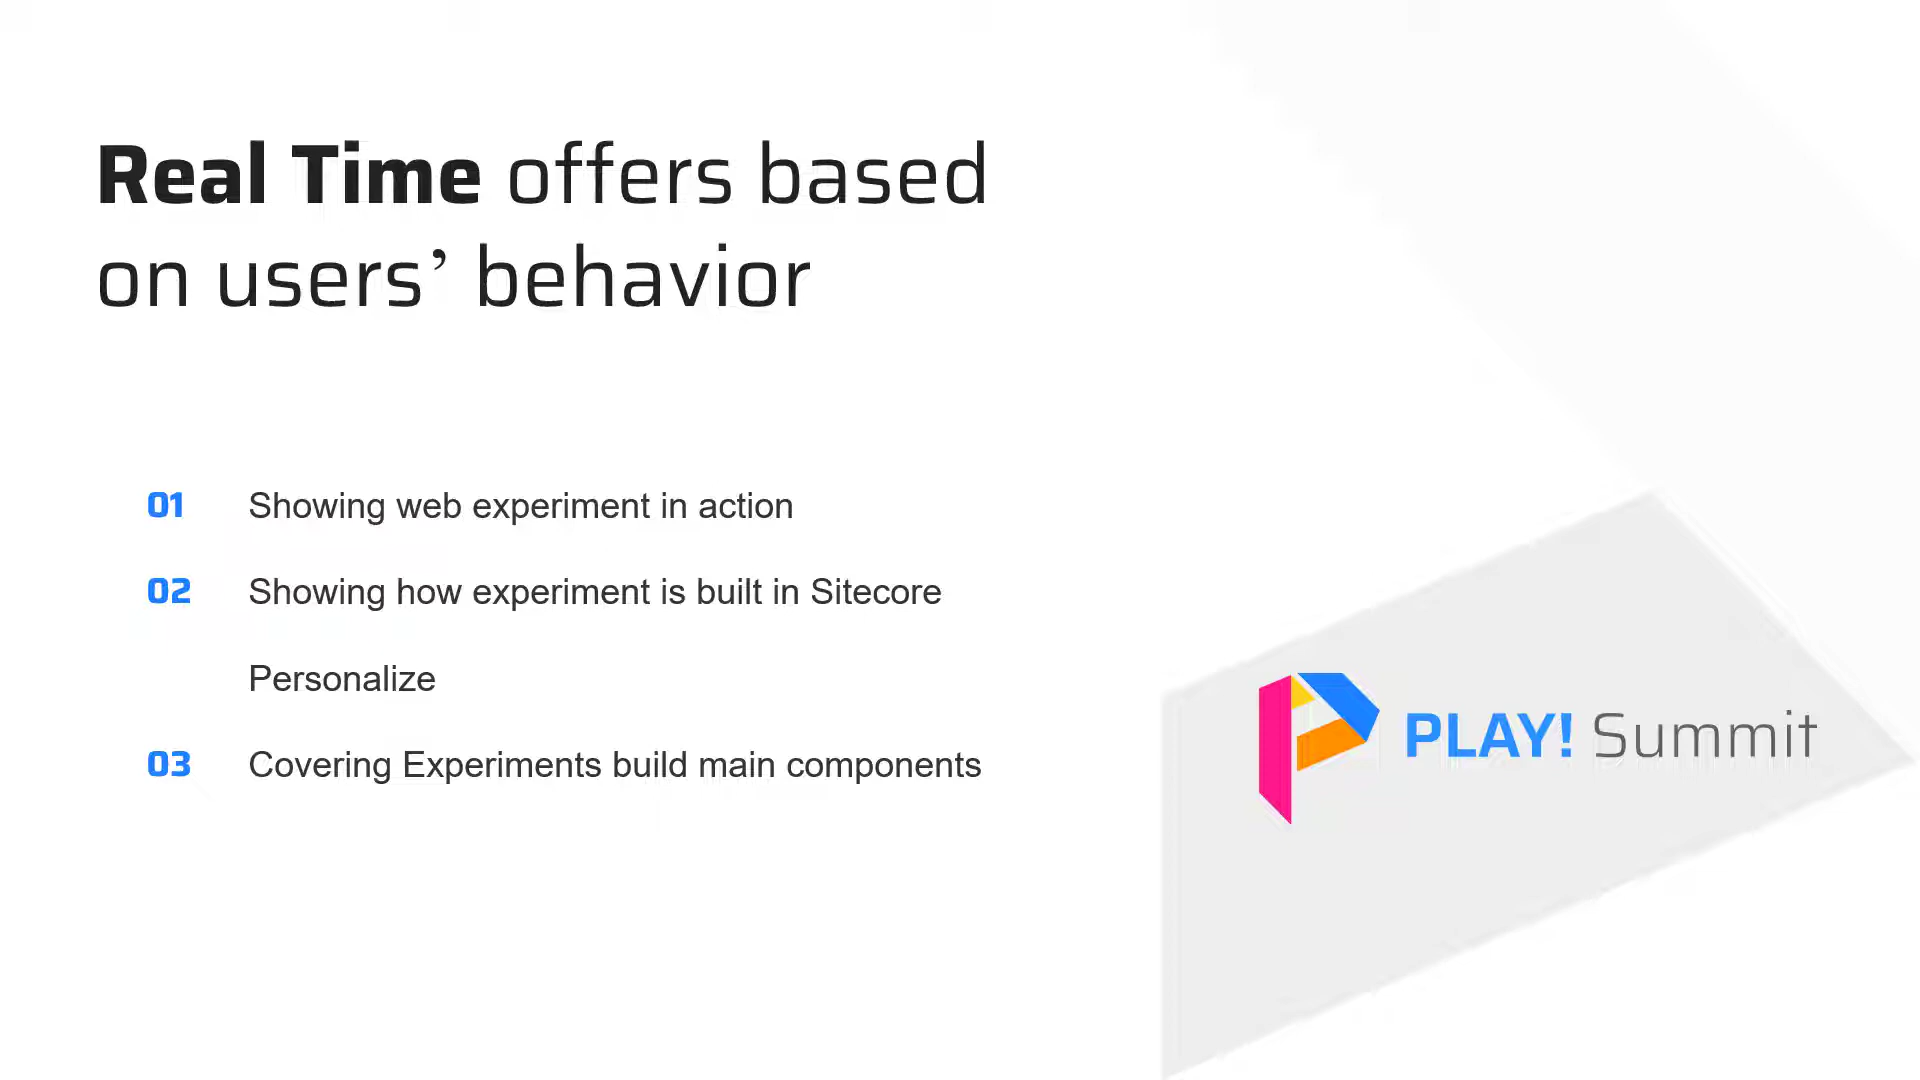 Real Time offers based
on users’ behavior
01 Showing web experiment in action
02 Showing how experiment is built in Sitecore
Personalize
03 Covering Experiments build main components
PLAY! Summit